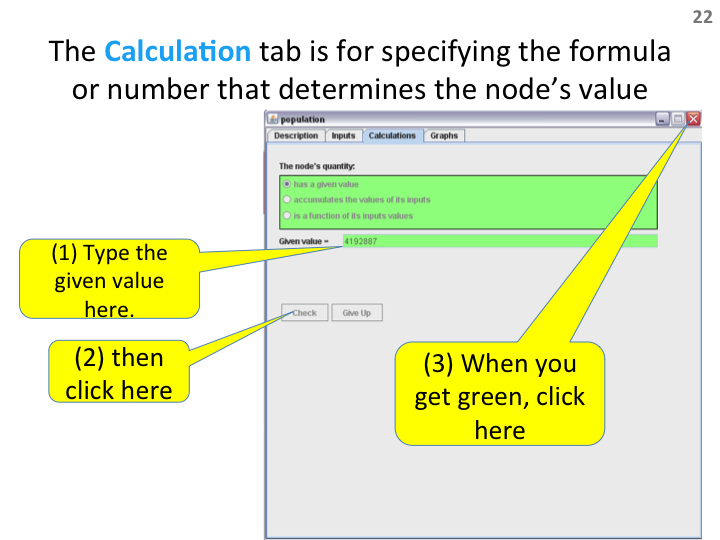 22
The Calculation tab is for specifying the formula
or number that determines the node's value
population
Description Inputs Calculations Graphs
The node's quantity:
has a given value
accumulates the values of its inputs
is a function of its inputs values
Given value = 4192887
(1) Type the
given value
here.
Check Give Up
(2) then
click here
(3) When you
get green, click
here